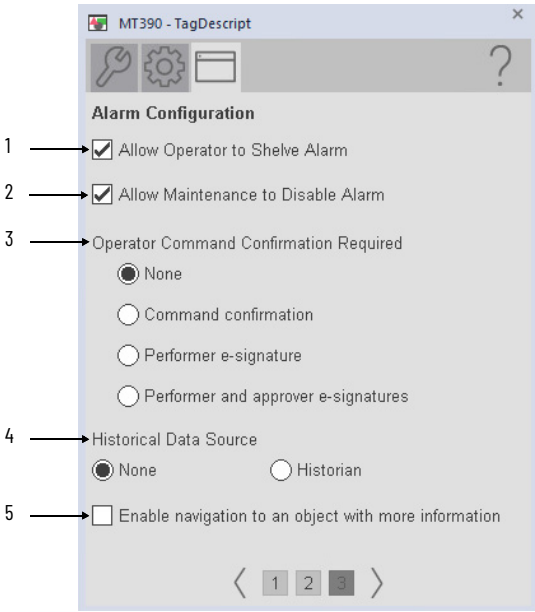 MT390 - TagDescript
×
?
Alarm Configuration
1
Allow Operator to Shelve Alarm
2
Allow Maintenance to Disable Alarm
3
Operator Command Confirmation Required
None
Command confirmation
Performer e-signature
Performer and approver e-signatures
4
Historical Data Source
None Historian
5
Enable navigation to an object with more information
1 2 3